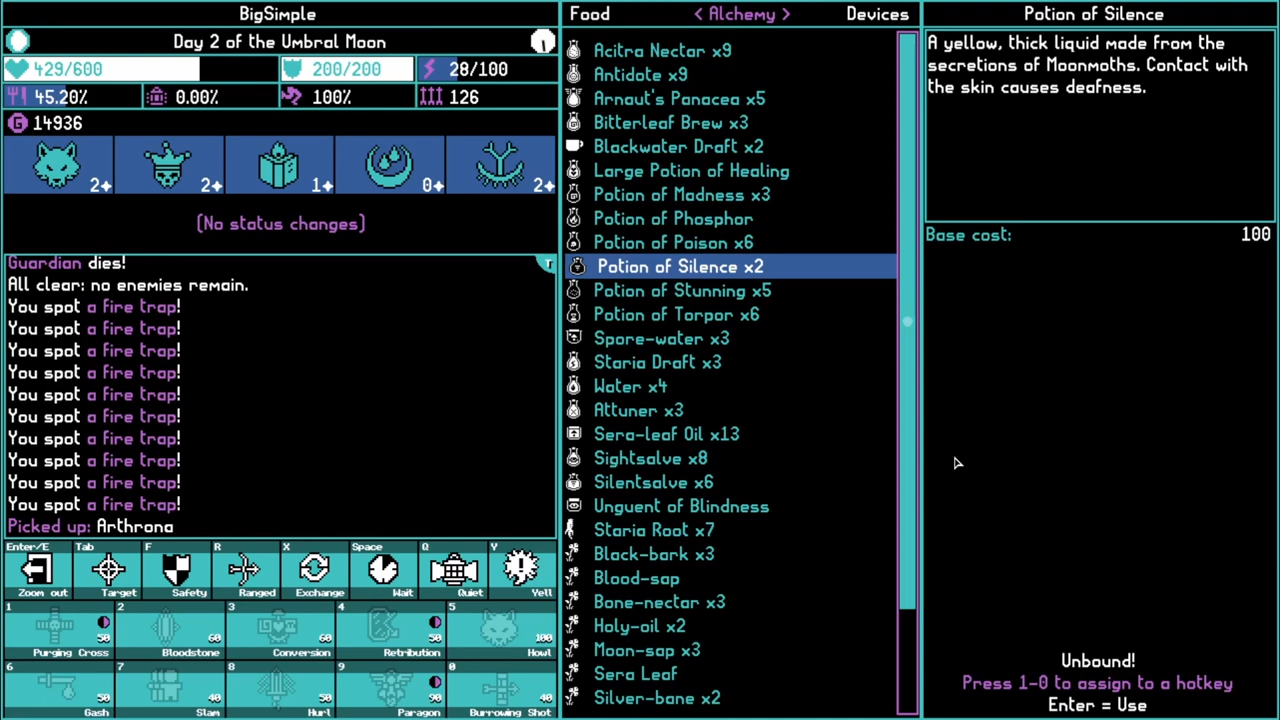 BigSimple
Day 2 of the Umbral Moon
429/600
200/200
28/100
45.20%
0.00%
100%
126
G 14936
2
2
1
0
2
(No status changes)
Guardian dies!
T
All clear: no enemies remain.
You spot a fire trap!
You spot a fire trap!
You spot a fire trap!
You spot a fire trap!
You spot a fire trap!
You spot a fire trap!
You spot a fire trap!
You spot a fire trap!
You spot a fire trap!
You spot a fire trap!
Picked up: Arthrona
Enter/E
Zoom out
Tab
Target
F
Safety
R
Ranged
X
Exchange
Space
Wait
Q
Quiet
Y
Yell
1
50
Purging Cross
2
60
Bloodstone
3
60
Conversion
4
50
Retribution
5
100
Howl
6
50
Gash
7
40
Slam
8
50
Hurl
9
90
Paragon
0
40
Burrowing Shot
Food
< Alchemy >
Devices
Acitra Nectar x9
Antidote x9
Arnaut's Panacea x5
Bitterleaf Brew x3
Blackwater Draft x2
Large Potion of Healing
Potion of Madness x3
Potion of Phosphor
Potion of Poison x6
Potion of Silence x2
Potion of Stunning x5
Potion of Torpor x6
Spore-water x3
Staria Draft x3
Water x4
Attuner x3
Sera-leaf Oil x13
Sightsalve x8
Silentsalve x6
Unguent of Blindness
Staria Root x7
Black-bark x3
Blood-sap
Bone-nectar x3
Holy-oil x2
Moon-sap x3
Sera Leaf
Silver-bane x2
Potion of Silence
A yellow, thick liquid made from the
secretions of Moonmoths. Contact with
the skin causes deafness.
Base cost: 100
Unbound!
Press 1-0 to assign to a hotkey
Enter = Use